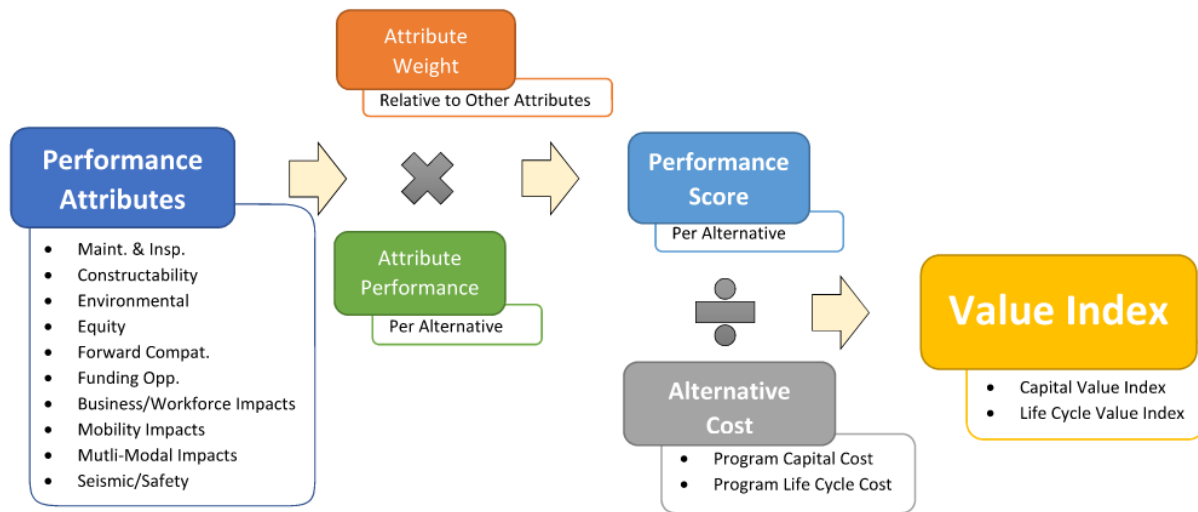 Performance
Attributes
Maint. & Insp.
Constructability
Environmental
Equity
Forward Compat.
Funding Opp.
Business/Workforce Impacts
Mobility Impacts
Mutli-Modal Impacts
Seismic/Safety
Attribute
Weight
Relative to Other Attributes
Attribute
Performance
Per Alternative
Performance
Score
Per Alternative
Alternative
Cost
Program Capital Cost
Program Life Cycle Cost
Value Index
Capital Value Index
Life Cycle Value Index